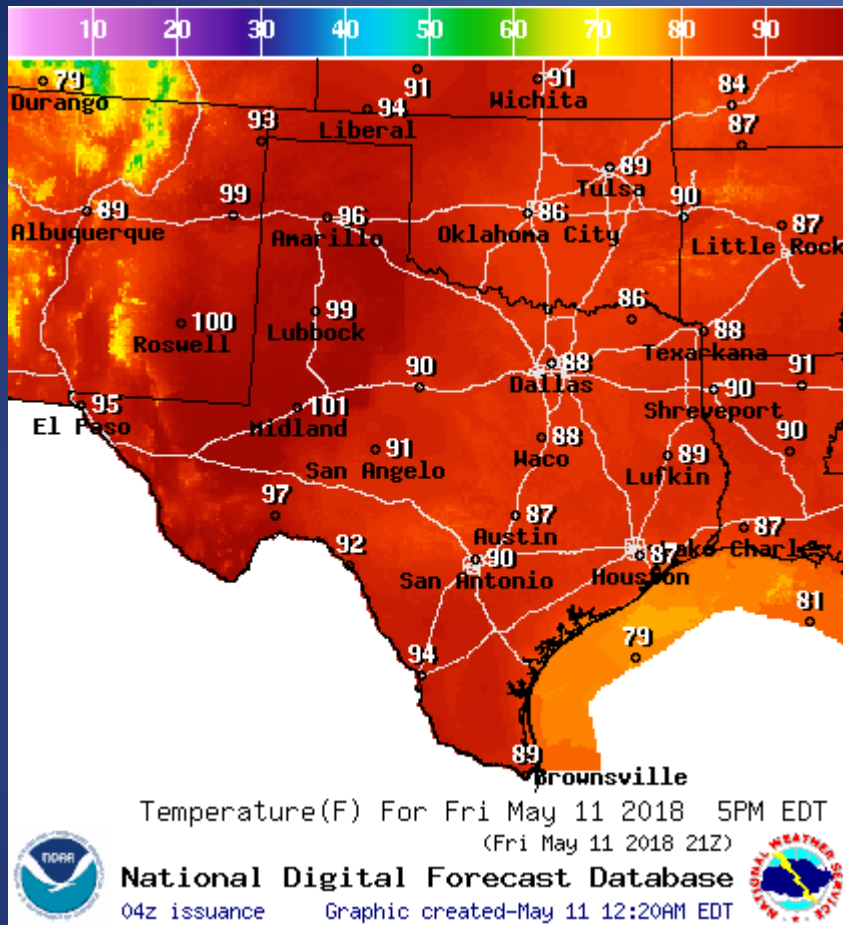 10 20 30 40 50 60 70 80 90
79
Durango
91
91
Wichita
94
Liberal
84
93
87
89
Tulsa
99
89
Albuquerque
96
Amarillo
86
Oklahoma City
90
87
Little Rock
100
Roswell
99
Lubbock
86
88
Texarkana
88
Dallas
90
91
90
Shreveport
95
El Paso
101
Midland
91
San Angelo
88
Waco
89
Lufkin
90
97
87
Austin
92
90
San Antonio
87
Houston
87
Lake Charles
81
79
94
89
Brownsville
Temperature(F) For Fri May 11 2018 5PM EDT
(Fri May 11 2018 21Z)
National Digital Forecast Database
04z issuance Graphic created-May 11 12:20AM EDT
NOAA
NATIONAL WEATHER SERVICE